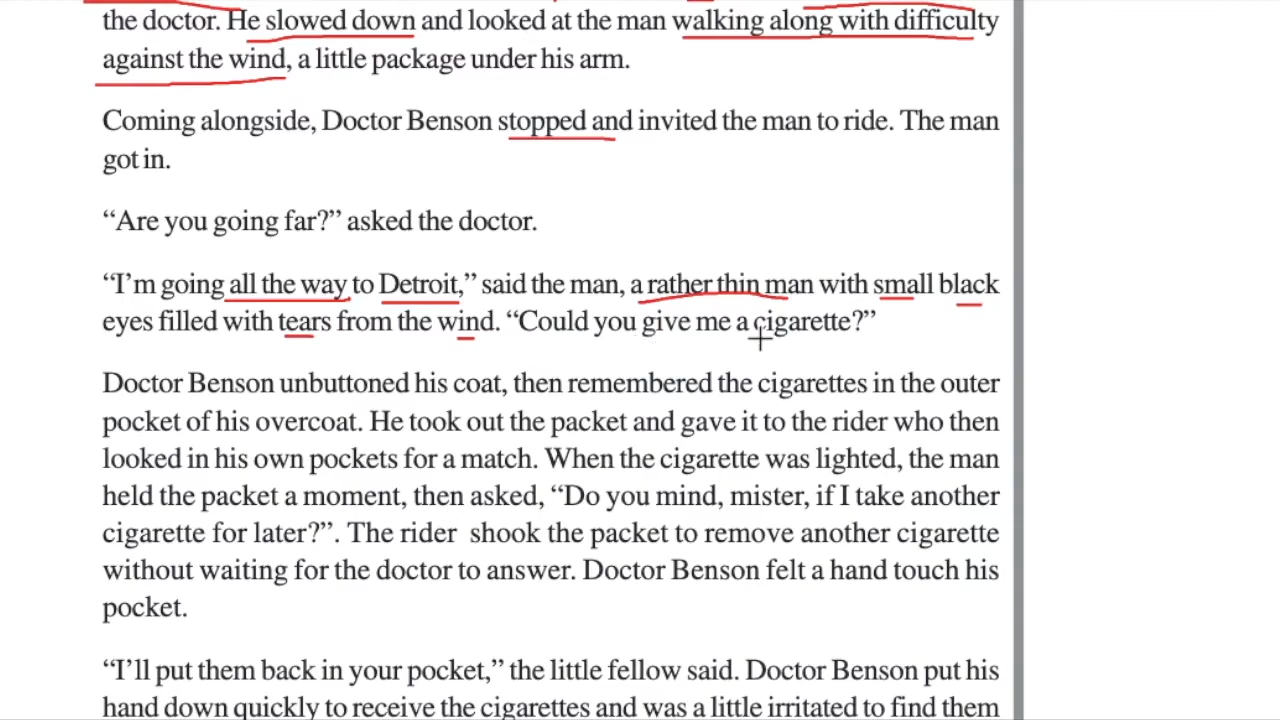 the doctor. He slowed down and looked at the man walking along with difficulty
against the wind, a little package under his arm.
Coming alongside, Doctor Benson stopped and invited the man to ride. The man
got in.
“Are you going far?” asked the doctor.
“I’m going all the way to Detroit,” said the man, a rather thin man with small black
eyes filled with tears from the wind. “Could you give me a cigarette?”
Doctor Benson unbuttoned his coat, then remembered the cigarettes in the outer
pocket of his overcoat. He took out the packet and gave it to the rider who then
looked in his own pockets for a match. When the cigarette was lighted, the man
held the packet a moment, then asked, “Do you mind, mister, if I take another
cigarette for later?”. The rider shook the packet to remove another cigarette
without waiting for the doctor to answer. Doctor Benson felt a hand touch his
pocket.
“I’ll put them back in your pocket,” the little fellow said. Doctor Benson put his
hand down quickly to receive the cigarettes and was a little irritated to find them